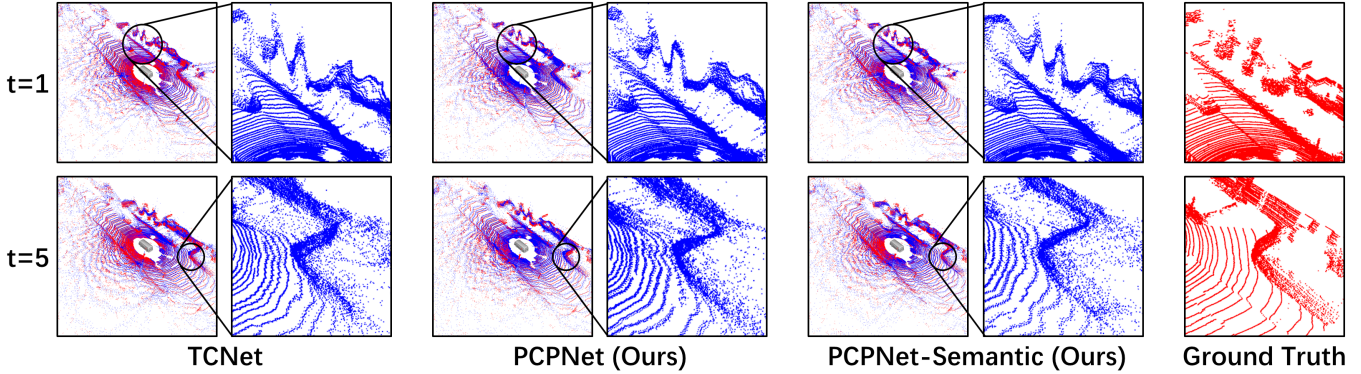 t=1
t=5
TCNet
PCPNet (Ours)
PCPNet-Semantic (Ours)
Ground Truth